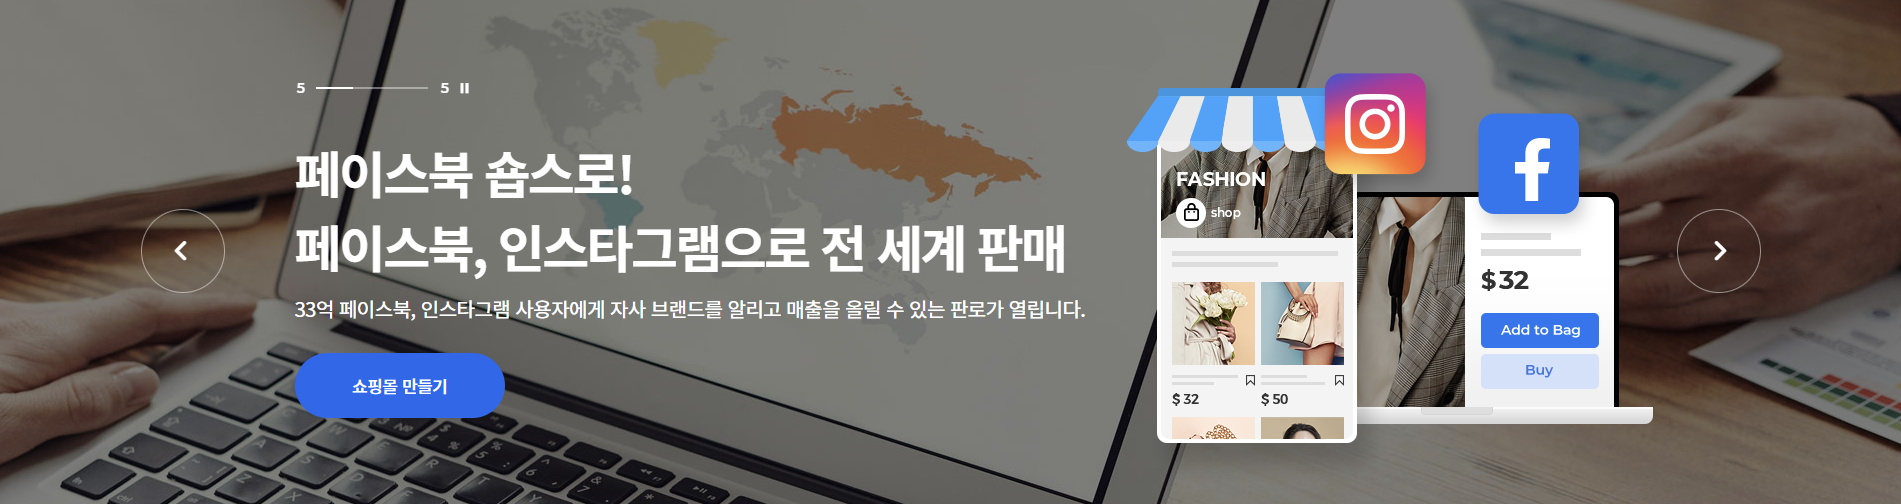 5 5
페이스북 숍스로!
페이스북, 인스타그램으로 전 세계 판매
33억 페이스북, 인스타그램 사용자에게 자사 브랜드를 알리고 매출을 올릴 수 있는 판로가 열립니다.
쇼핑몰 만들기
FASHION
shop
$ 32
$ 50
$32
Add to Bag
Buy